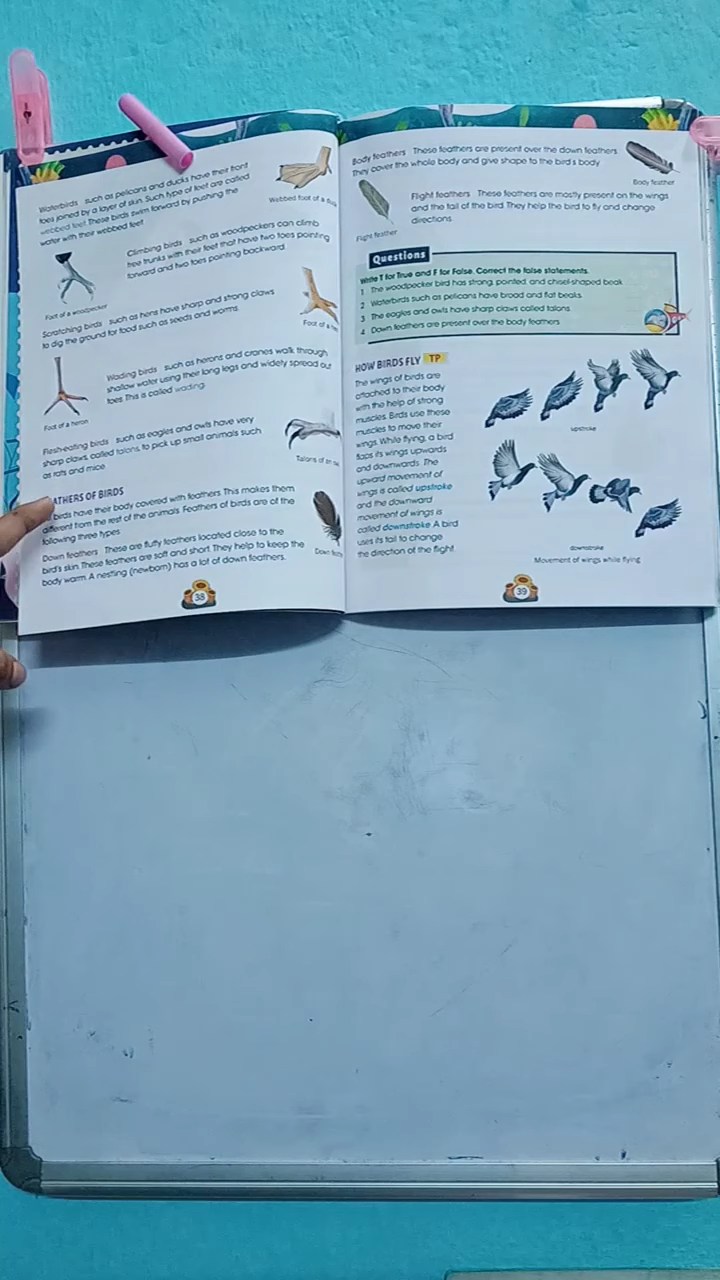 Waterbirds such as pelicans and ducks have their front
toes joined by a layer of skin. Such type of feet are called
webbed feet. These birds swim forward by pushing the
water with their webbed feet.
Webbed foot of a duck
Climbing birds such as woodpeckers can climb
tree trunks with their feet that have two toes pointing
forward and two toes pointing backward.
Foot of a woodpecker
Scratching birds such as hens have sharp and strong claws
to dig the ground for food such as seeds and worms.
Foot of a
Wading birds such as herons and cranes walk through
shallow water using their long legs and widely spread out
toes. This is called wading.
Foot of a heron
Flesh-eating birds such as eagles and owls have very
sharp claws, called talons, to pick up small animals such
as rats and mice.
Talons of an
ATHERS OF BIRDS
birds have their body covered with feathers. This makes them
different from the rest of the animals. Feathers of birds are of the
following three types.
Down feathers These are fluffy feathers located close to the
bird's skin. These feathers are soft and short. They help to keep the
body warm. A nestling (newborn) has a lot of down feathers.
Down
38
Body feathers These feathers are present over the down feathers.
They cover the whole body and give shape to the bird's body.
Body feather
Flight feathers These feathers are mostly present on the wings
and the tail of the bird. They help the bird to fly and change
directions.
Flight feather
Questions
Write T for True and F for False. Correct the false statements.
1 The woodpecker bird has strong, pointed, and chisel-shaped beak.
2 Waterbirds such as pelicans have broad and flat beaks.
3 The eagles and owls have sharp claws called talons.
4 Down feathers are present over the body feathers.
HOW BIRDS FLY TP
The wings of birds are
attached to their body
with the help of strong
muscles. Birds use these
muscles to move their
wings. While flying, a bird
flaps its wings upwards
and downwards. The
upward movement of
wings is called upstroke
and the downward
movement of wings is
called downstroke. A bird
uses its tail to change
the direction of the flight.
upstroke
downstroke
Movement of wings while flying
39